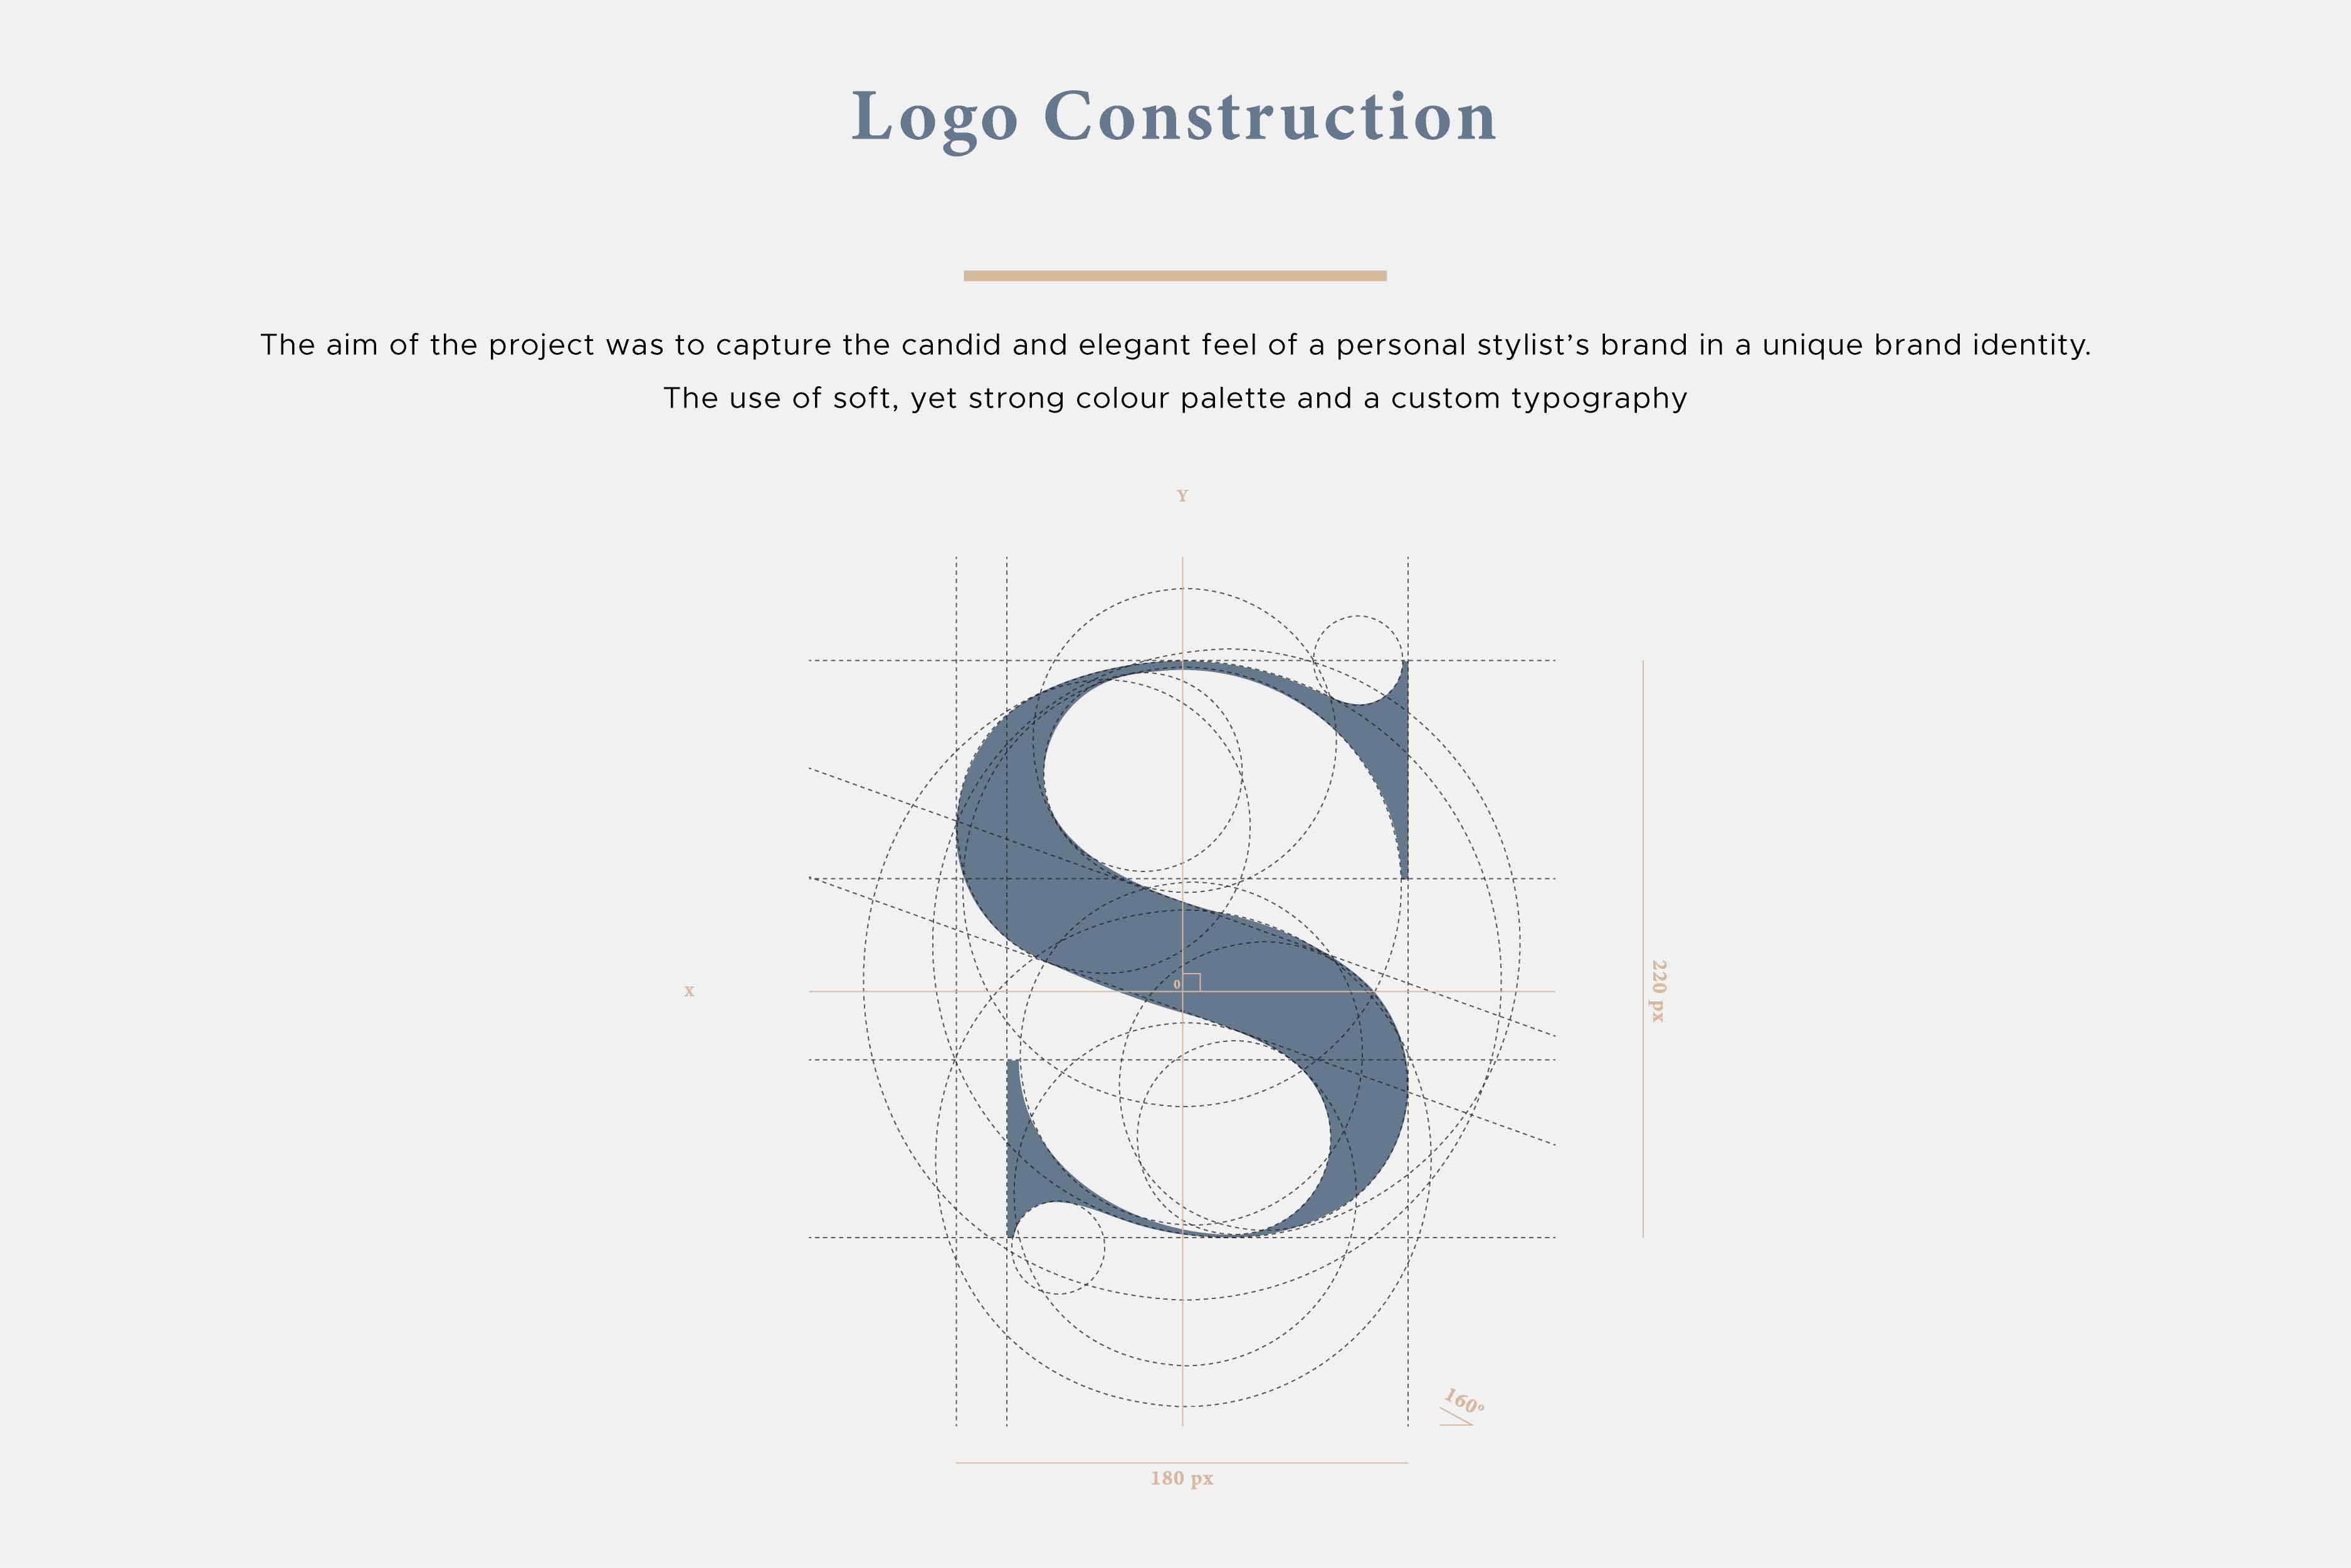 Logo Construction
The aim of the project was to capture the candid and elegant feel of a personal stylist’s brand in a unique brand identity.
The use of soft, yet strong colour palette and a custom typography
Y
X
0
220 px
160º
180 px